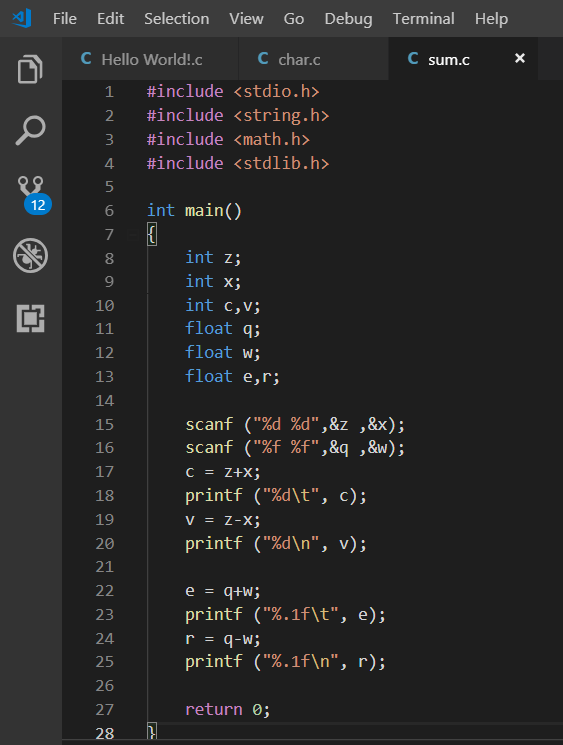 File Edit Selection View Go Debug Terminal Help
C Hello World!.c C char.c C sum.c ×
1 #include <stdio.h>
2 #include <string.h>
3 #include <math.h>
4 #include <stdlib.h>
5
6 int main()
7 {
8 int z;
9 int x;
10 int c,v;
11 float q;
12 float w;
13 float e,r;
14
15 scanf ("%d %d",&z ,&x);
16 scanf ("%f %f",&q ,&w);
17 c = z+x;
18 printf ("%d\t", c);
19 v = z-x;
20 printf ("%d\n", v);
21
22 e = q+w;
23 printf ("%.1f\t", e);
24 r = q-w;
25 printf ("%.1f\n", r);
26
27 return 0;
28 }
12